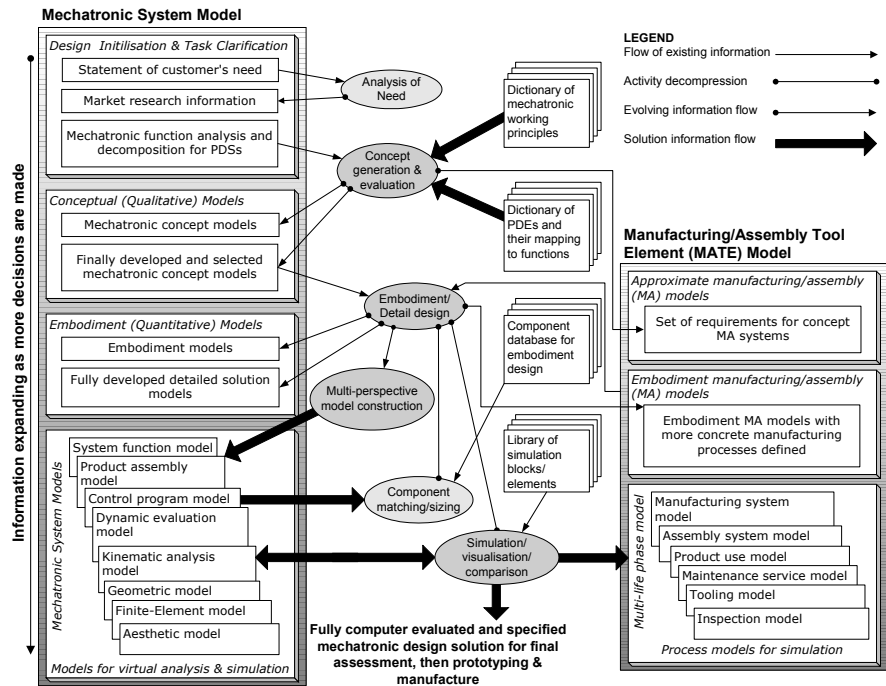 Mechatronic System Model
Design Initilisation & Task Clarification
Statement of customer's need
Market research information
Mechatronic function analysis and
decomposition for PDSs
Conceptual (Qualitative) Models
Mechatronic concept models
Finally developed and selected
mechatronic concept models
Embodiment (Quantitative) Models
Embodiment models
Fully developed detailed solution
models
System function model
Product assembly
model
Control program model
Dynamic evaluation
model
Kinematic analysis
model
Geometric model
Finite-Element model
Aesthetic model
Mechatronic System Models
Models for virtual analysis & simulation
Information expanding as more decisions are made
Analysis of
Need
Concept
generation &
evaluation
Embodiment/
Detail design
Multi-perspective
model construction
Component
matching/sizing
Simulation/
visualisation/
comparison
Fully computer evaluated and specified
mechatronic design solution for final
assessment, then prototyping &
manufacture
Dictionary of
mechatronic
working
principles
Dictionary of
PDEs and
their mapping
to functions
Component
database for
embodiment
design
Library of
simulation
blocks/
elements
LEGEND
Flow of existing information
Activity decompression
Evolving information flow
Solution information flow
Manufacturing/Assembly Tool
Element (MATE) Model
Approximate manufacturing/assembly
(MA) models
Set of requirements for concept
MA systems
Embodiment manufacturing/assembly
(MA) models
Embodiment MA models with
more concrete manufacturing
processes defined
Multi-life phase model
Manufacturing system
model
Assembly system model
Product use model
Maintenance service model
Tooling model
Inspection model
Process models for simulation